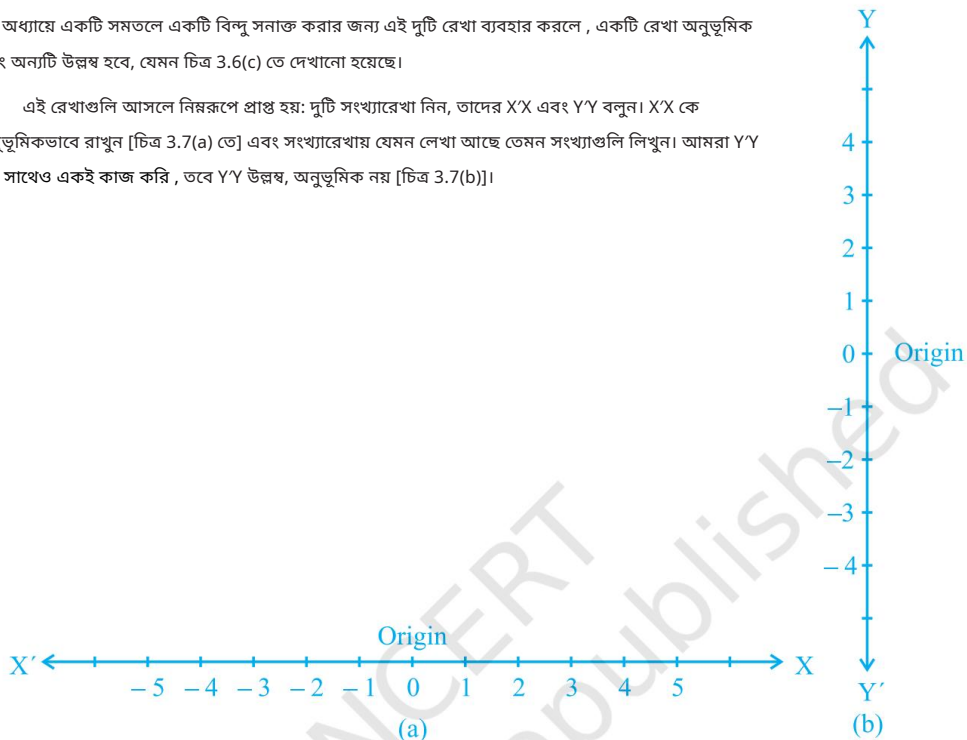 অধ্যায়ে একটি সমতলে একটি বিন্দু সনাক্ত করার জন্য এই দুটি রেখা ব্যবহার করলে , একটি রেখা অনুভূমিক
অন্যটি উল্লম্ব হবে, যেমন চিত্র 3.6(c) তে দেখানো হয়েছে।
এই রেখাগুলি আসলে নিম্নরূপে প্রাপ্ত হয়: দুটি সংখ্যারেখা নিন, তাদের X′X এবং Y′Y বলুন। X′X কে
রাখুন [চিত্র 3.7(a) তে] এবং সংখ্যারেখায় যেমন লেখা আছে তেমন সংখ্যাগুলি লিখুন। আমরা Y′Y
সাথেও একই কাজ করি , তবে Y′Y উল্লম্ব, অনুভূমিক নয় [চিত্র 3.7(b)]।
Y
4
3
2
1
0 Origin
–1
–2
–3
– 4
Y′
(b)
Origin
X′ X
– 5 – 4 – 3 – 2 – 1 0 1 2 3 4 5
(a)
NCERT
published